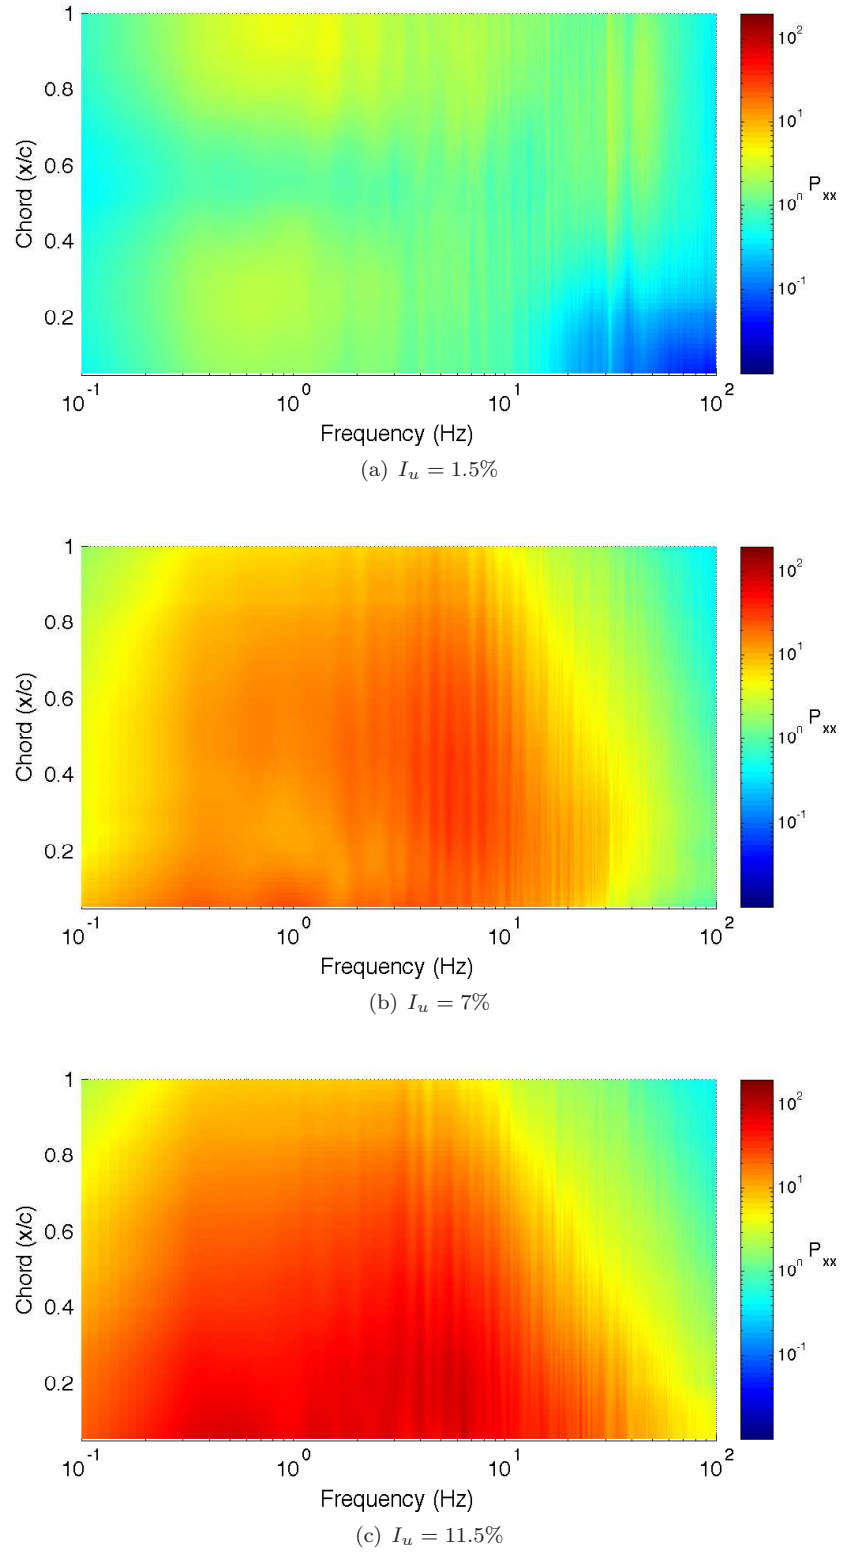 1
0.8
0.6
0.4
0.2
Chord (x/c)
10^-1 10^0 10^1 10^2
Frequency (Hz)
10^2
10^1
10^0
10^-1
P_xx
(a) I_u = 1.5%
1
0.8
0.6
0.4
0.2
Chord (x/c)
10^-1 10^0 10^1 10^2
Frequency (Hz)
10^2
10^1
10^0
10^-1
P_xx
(b) I_u = 7%
1
0.8
0.6
0.4
0.2
Chord (x/c)
10^-1 10^0 10^1 10^2
Frequency (Hz)
10^2
10^1
10^0
10^-1
P_xx
(c) I_u = 11.5%